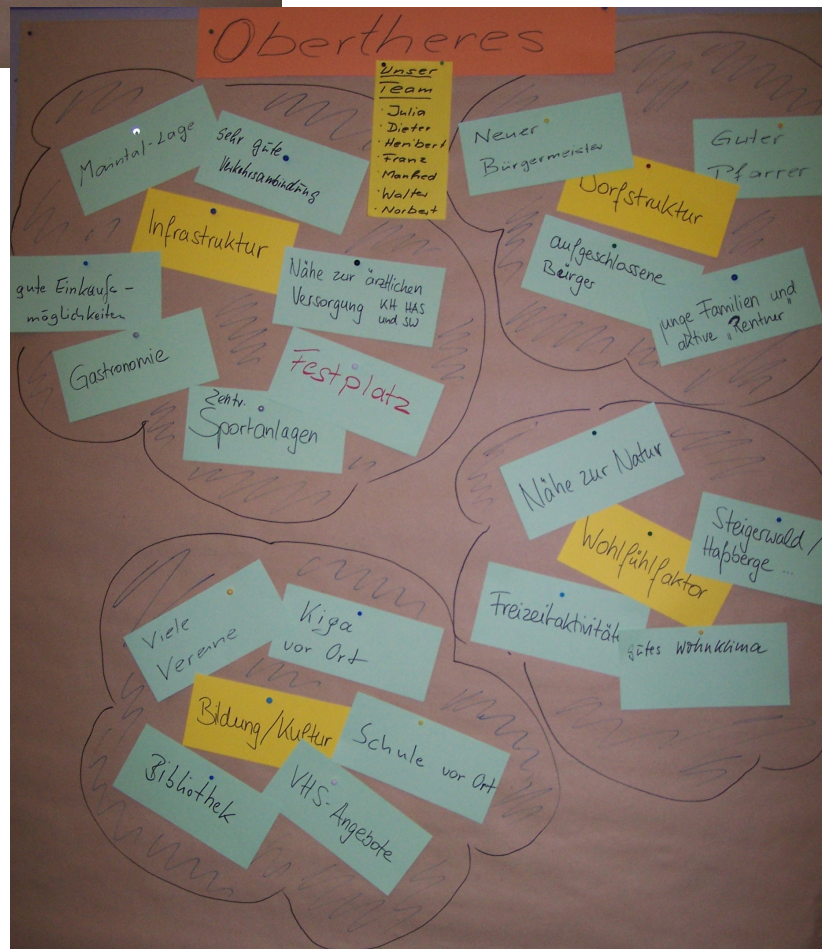 Obertheres
Unser
Team
· Julia
· Dieter
· Heribert
· Franz
· Manfred
· Walter
· Norbert
Maintal-Lage
Sehr gute
Verkehrsanbindung
Infrastruktur
gute Einkaufs-
möglichkeiten
Nähe zur ärztlichen
Versorgung KH HAS
und SW
Gastronomie
Festplatz
Zentr.
Sportanlagen
Neuer
Bürgermeister
Guter
Pfarrer
Dorfstruktur
aufgeschlossene
Bürger
junge Familien und
aktive "Rentner"
Nähe zur Natur
Wohlfühlfaktor
Steigerwald/
Haßberge ...
Freizeitaktivität
gutes Wohnklima
Viele
Vereine
Kiga
vor Ort
Bildung/Kultur
Schule vor Ort
Bibliothek
VHS-Angebote